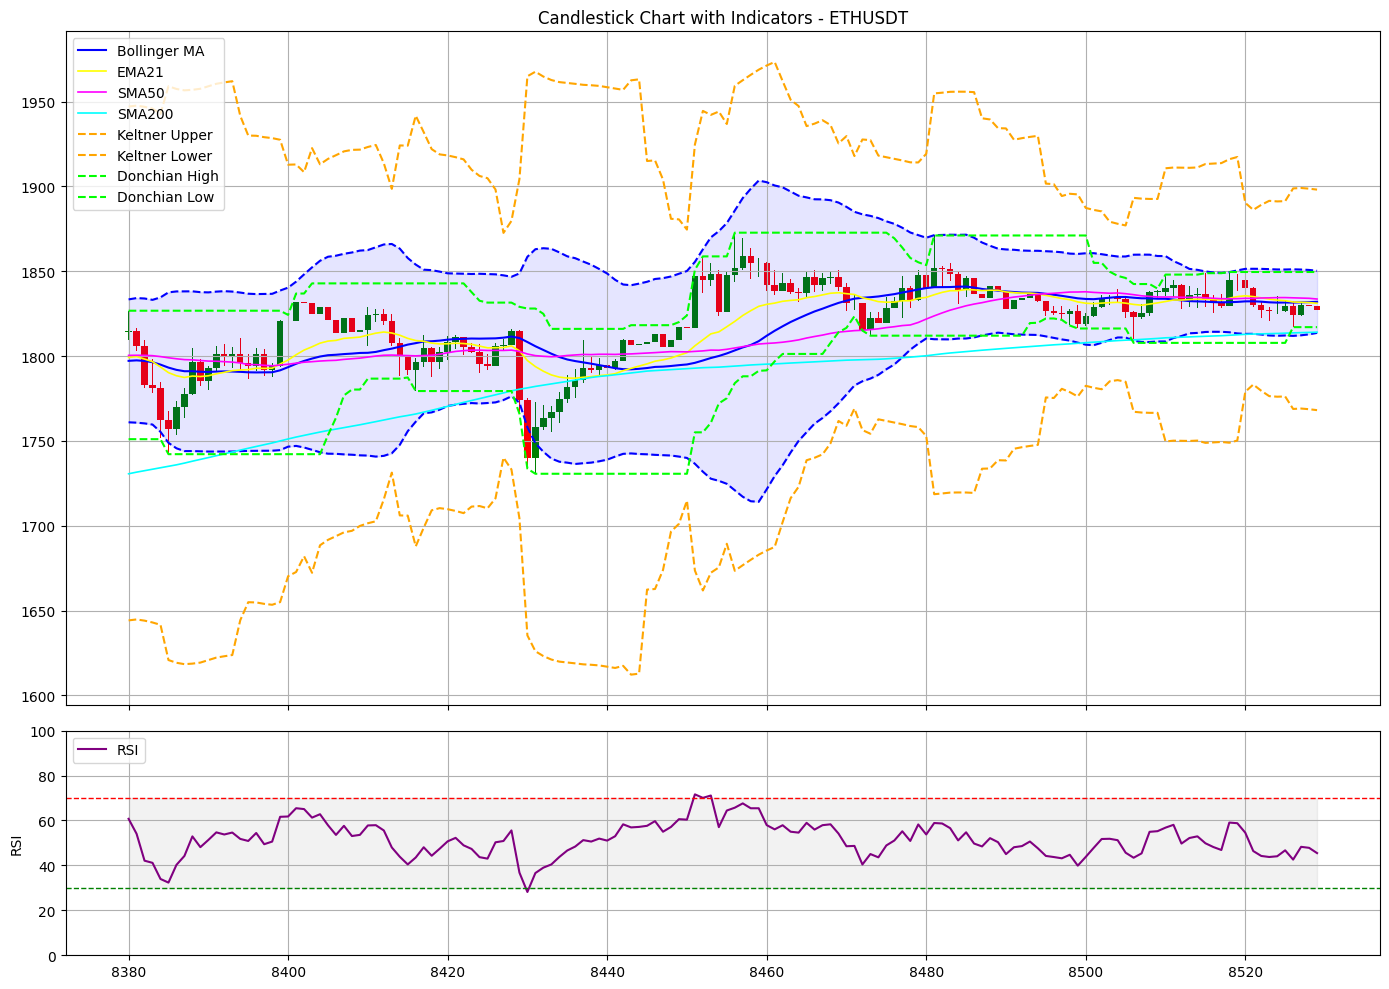 Candlestick Chart with Indicators - ETHUSDT
Bollinger MA
EMA21
SMA50
SMA200
Keltner Upper
Keltner Lower
Donchian High
Donchian Low
1950
1900
1850
1800
1750
1700
1650
1600
RSI
100
80
60
40
20
0
RSI
8380
8400
8420
8440
8460
8480
8500
8520